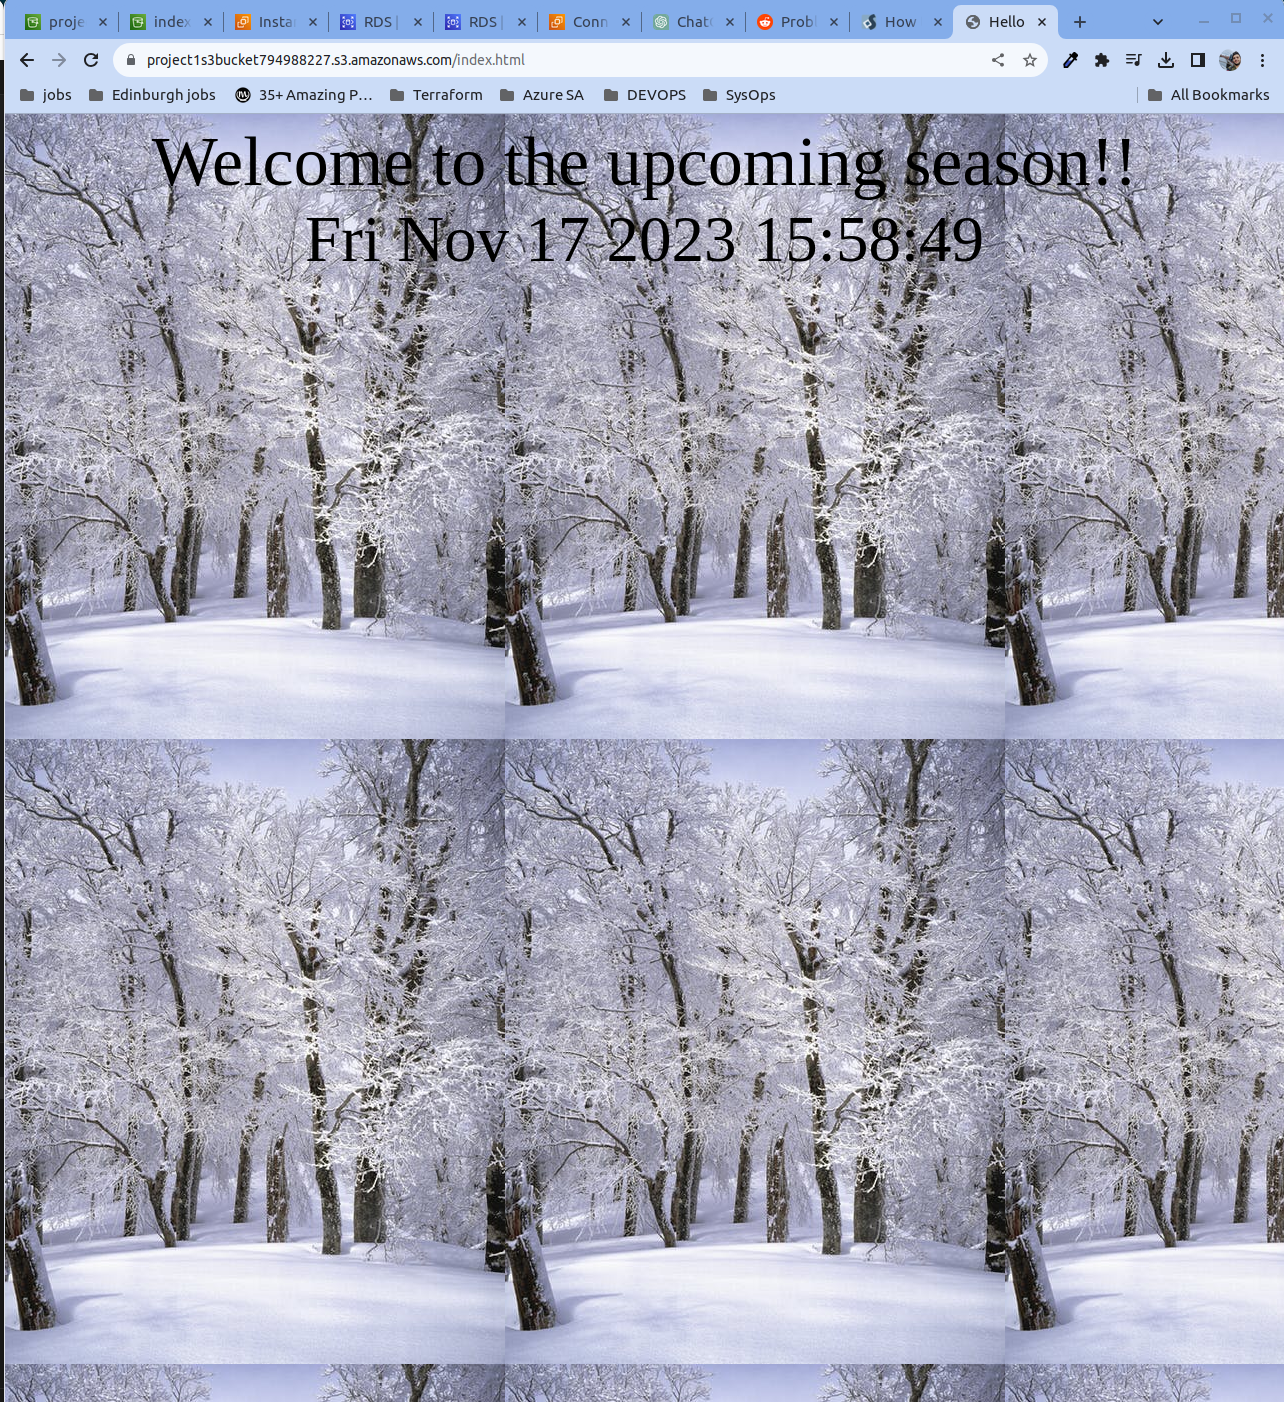 proje
index
Instan
RDS |
RDS |
Conn
ChatG
Probl
How
Hello
project1s3bucket794988227.s3.amazonaws.com/index.html
jobs
Edinburgh jobs
35+ Amazing P...
Terraform
Azure SA
DEVOPS
SysOps
All Bookmarks
Welcome to the upcoming season!!
Fri Nov 17 2023 15:58:49